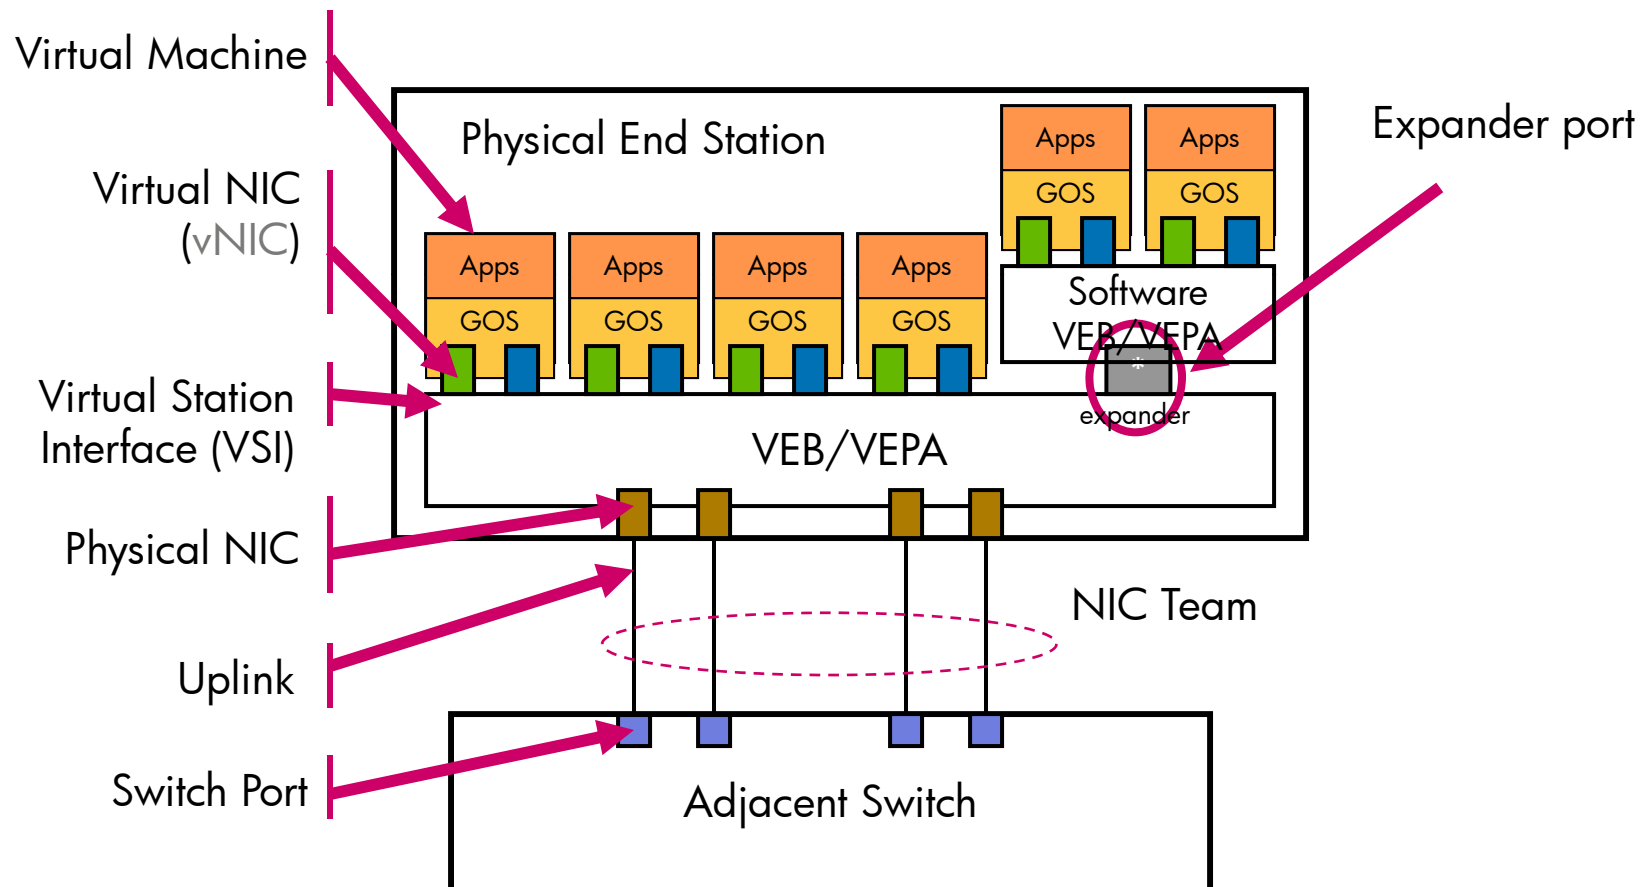 Virtual Machine
Physical End Station
Expander port
Virtual NIC
(vNIC)
Apps
Apps
GOS
GOS
Apps
Apps
Apps
Apps
GOS
GOS
GOS
GOS
Software
VEB/VEPA
*
expander
Virtual Station
Interface (VSI)
VEB/VEPA
Physical NIC
NIC Team
Uplink
Switch Port
Adjacent Switch